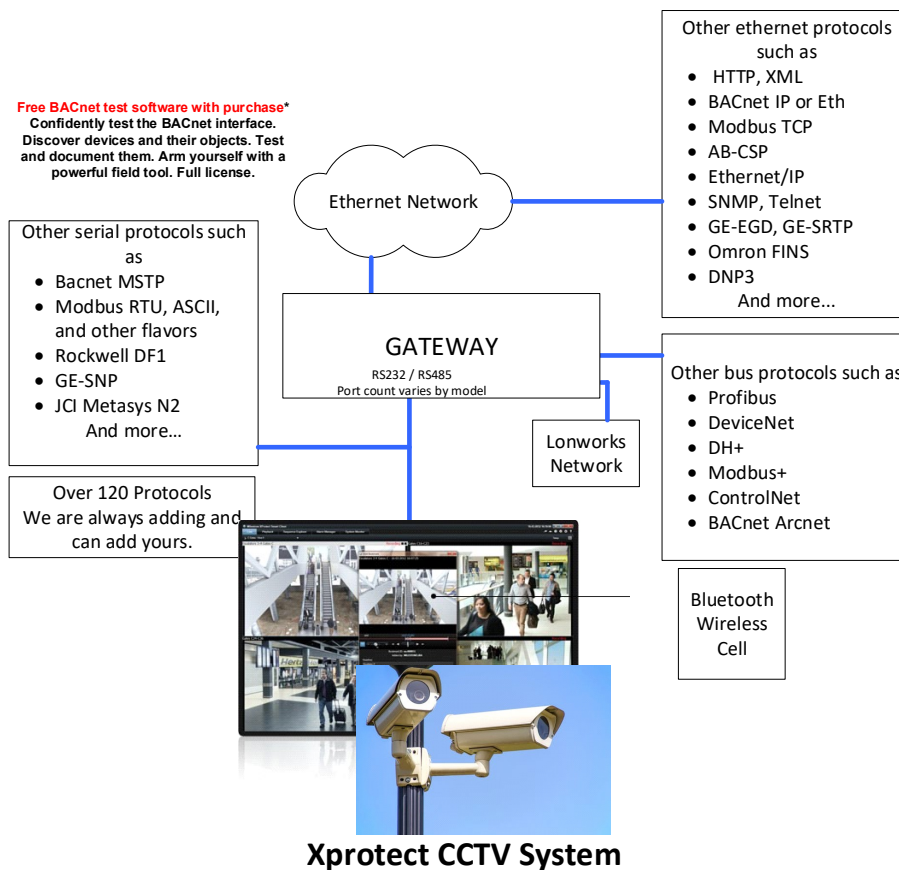 Other ethernet protocols
such as
• HTTP, XML
• BACnet IP or Eth
• Modbus TCP
• AB-CSP
• Ethernet/IP
• SNMP, Telnet
• GE-EGD, GE-SRTP
• Omron FINS
• DNP3
And more...
Free BACnet test software with purchase*
Confidently test the BACnet interface.
Discover devices and their objects. Test
and document them. Arm yourself with a
powerful field tool. Full license.
Ethernet Network
Other serial protocols such
as
• Bacnet MSTP
• Modbus RTU, ASCII,
and other flavors
• Rockwell DF1
• GE-SNP
• JCI Metasys N2
And more…
GATEWAY
RS232 / RS485
Port count varies by model
Other bus protocols such as
• Profibus
• DeviceNet
• DH+
• Modbus+
• ControlNet
• BACnet Arcnet
Lonworks
Network
Over 120 Protocols
We are always adding and
can add yours.
Bluetooth
Wireless
Cell
Hertz
Xprotect CCTV System